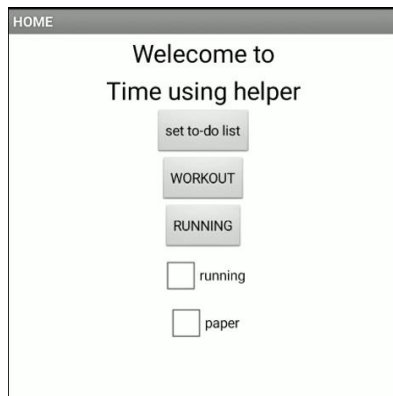 HOME
Welecome to
Time using helper
set to-do list
WORKOUT
RUNNING
running
paper